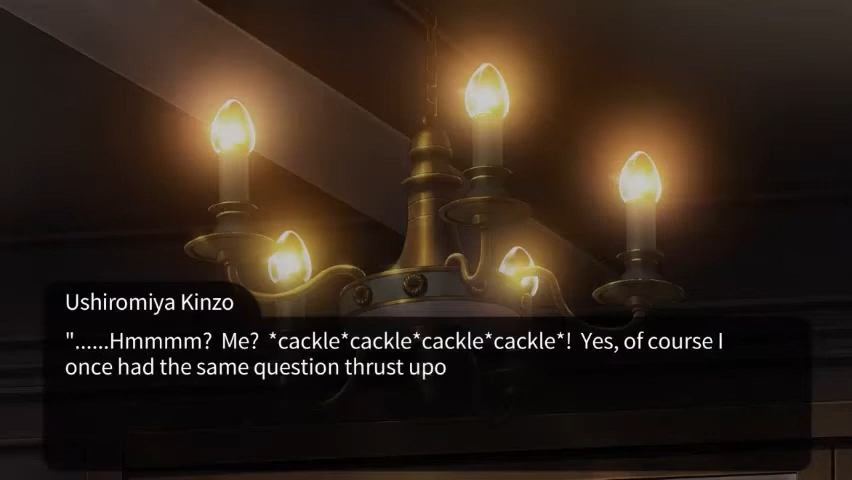 Ushiromiya Kinzo
"......Hmmmm?  Me?  *cackle*cackle*cackle*cackle*!  Yes, of course I
once had the same question thrust upo